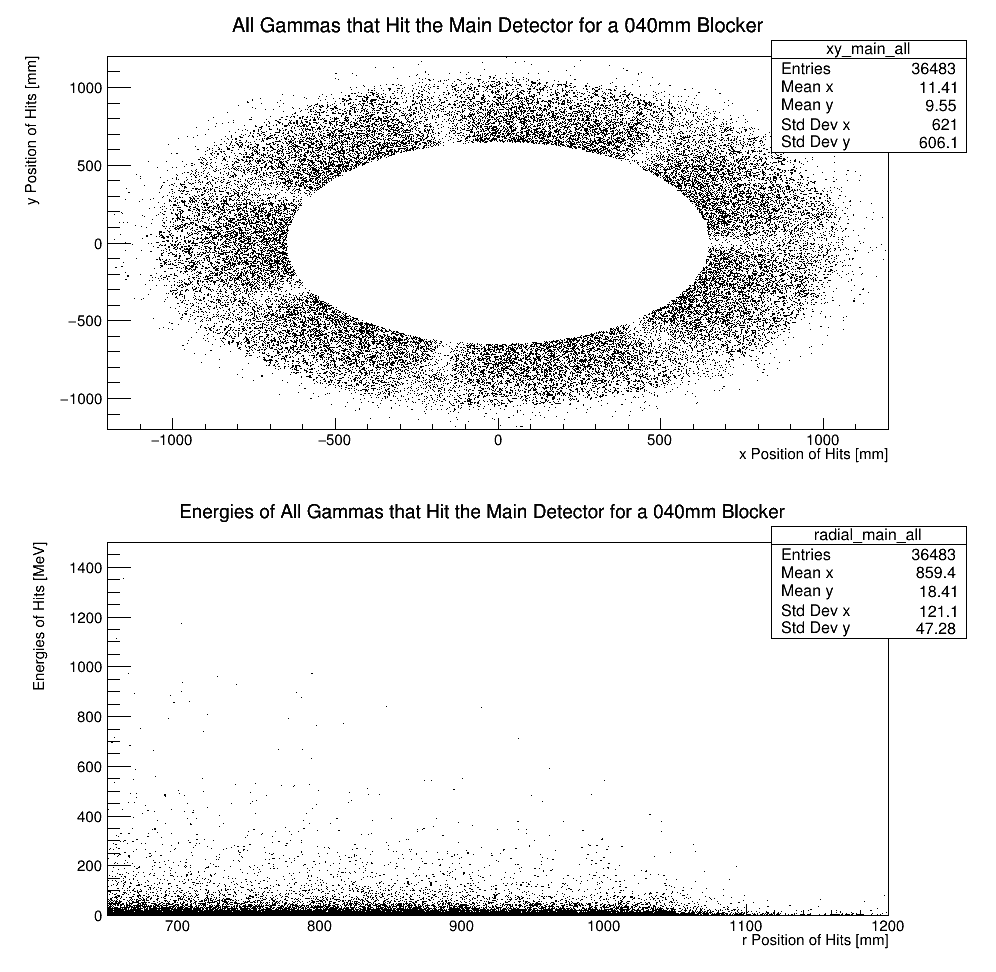 All Gammas that Hit the Main Detector for a 040mm Blocker
xy_main_all
Entries 36483
Mean x 11.41
Mean y 9.55
Std Dev x 621
Std Dev y 606.1
y Position of Hits [mm]
1000
500
0
−500
−1000
−1000 −500 0 500 1000
x Position of Hits [mm]
Energies of All Gammas that Hit the Main Detector for a 040mm Blocker
radial_main_all
Entries 36483
Mean x 859.4
Mean y 18.41
Std Dev x 121.1
Std Dev y 47.28
Energies of Hits [MeV]
1400
1200
1000
800
600
400
200
0
700 800 900 1000 1100 1200
r Position of Hits [mm]